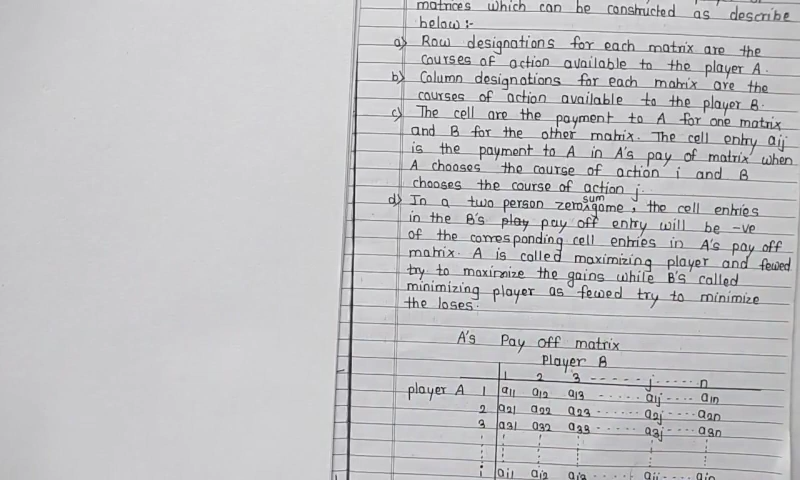 matrices which can be constructed as describe
below :-
a) Row designations for each matrix are the
courses of action available to the player A.
b) Column designations for each matrix are the
courses of action available to the player B.
c) The cell are the payment to A for one matrix
and B for the other matrix. The cell entry aij
is the payment to A in A's pay of matrix when
A chooses the course of action i and B
chooses the course of action j.
d) In a two person zero sum game, the cell entries
in the B's play pay off entry will be -ve
of the corresponding cell entries in A's pay off
matrix. A is called maximizing player and fewed
try to maximize the gains while B's called
minimizing player as fewed try to minimize
the loses.
A's Pay off matrix
Player B
1 2 3 ------ j ------ n
player A 1 a11 a12 a13 ------ a1j ---- a1n
2 a21 a22 a23 ------ a2j ---- a2n
3 a31 a32 a33 ------ a3j ---- a3n
i ai1 ai2 ai3 ------ aij ---- ain